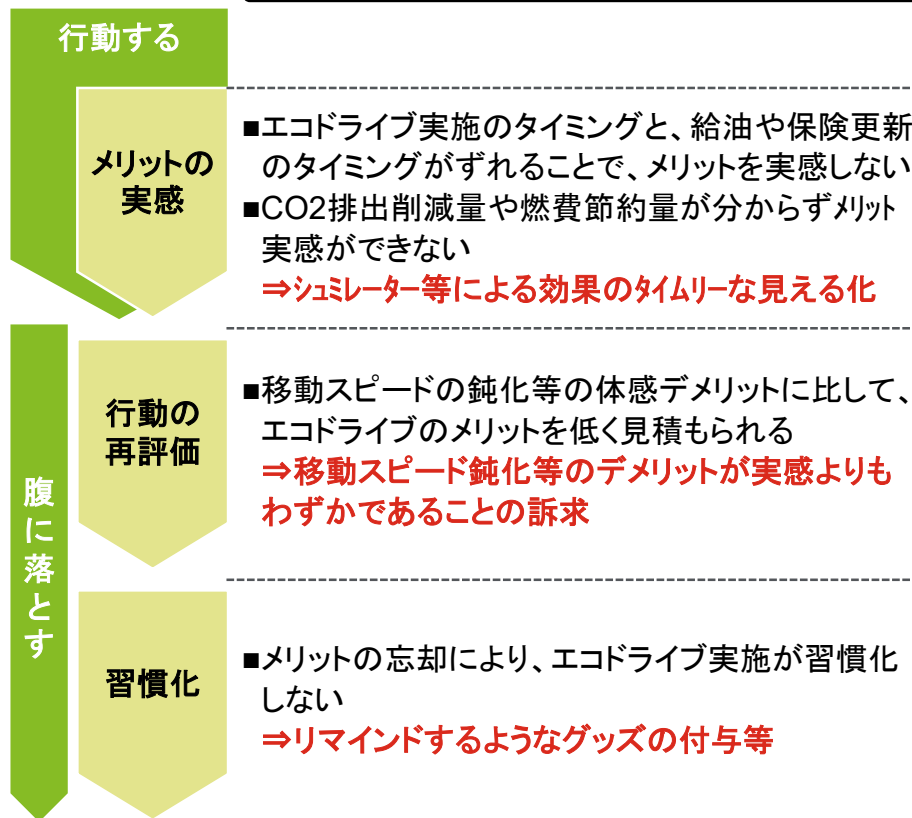 行動する
メリットの
実感
■エコドライブ実施のタイミングと、給油や保険更新
のタイミングがずれることで、メリットを実感しない
■CO2排出削減量や燃費節約量が分からずﾒﾘｯﾄ
実感ができない
⇒ｼｭﾐﾚｰﾀｰ等による効果のﾀｲﾑﾘｰな見える化
腹に落とす
行動の
再評価
■移動スピードの鈍化等の体感デメリットに比して、
エコドライブのメリットを低く見積もられる
⇒移動スピード鈍化等のデメリットが実感よりも
わずかであることの訴求
習慣化
■メリットの忘却により、エコドライブ実施が習慣化
しない
⇒リマインドするようなグッズの付与等